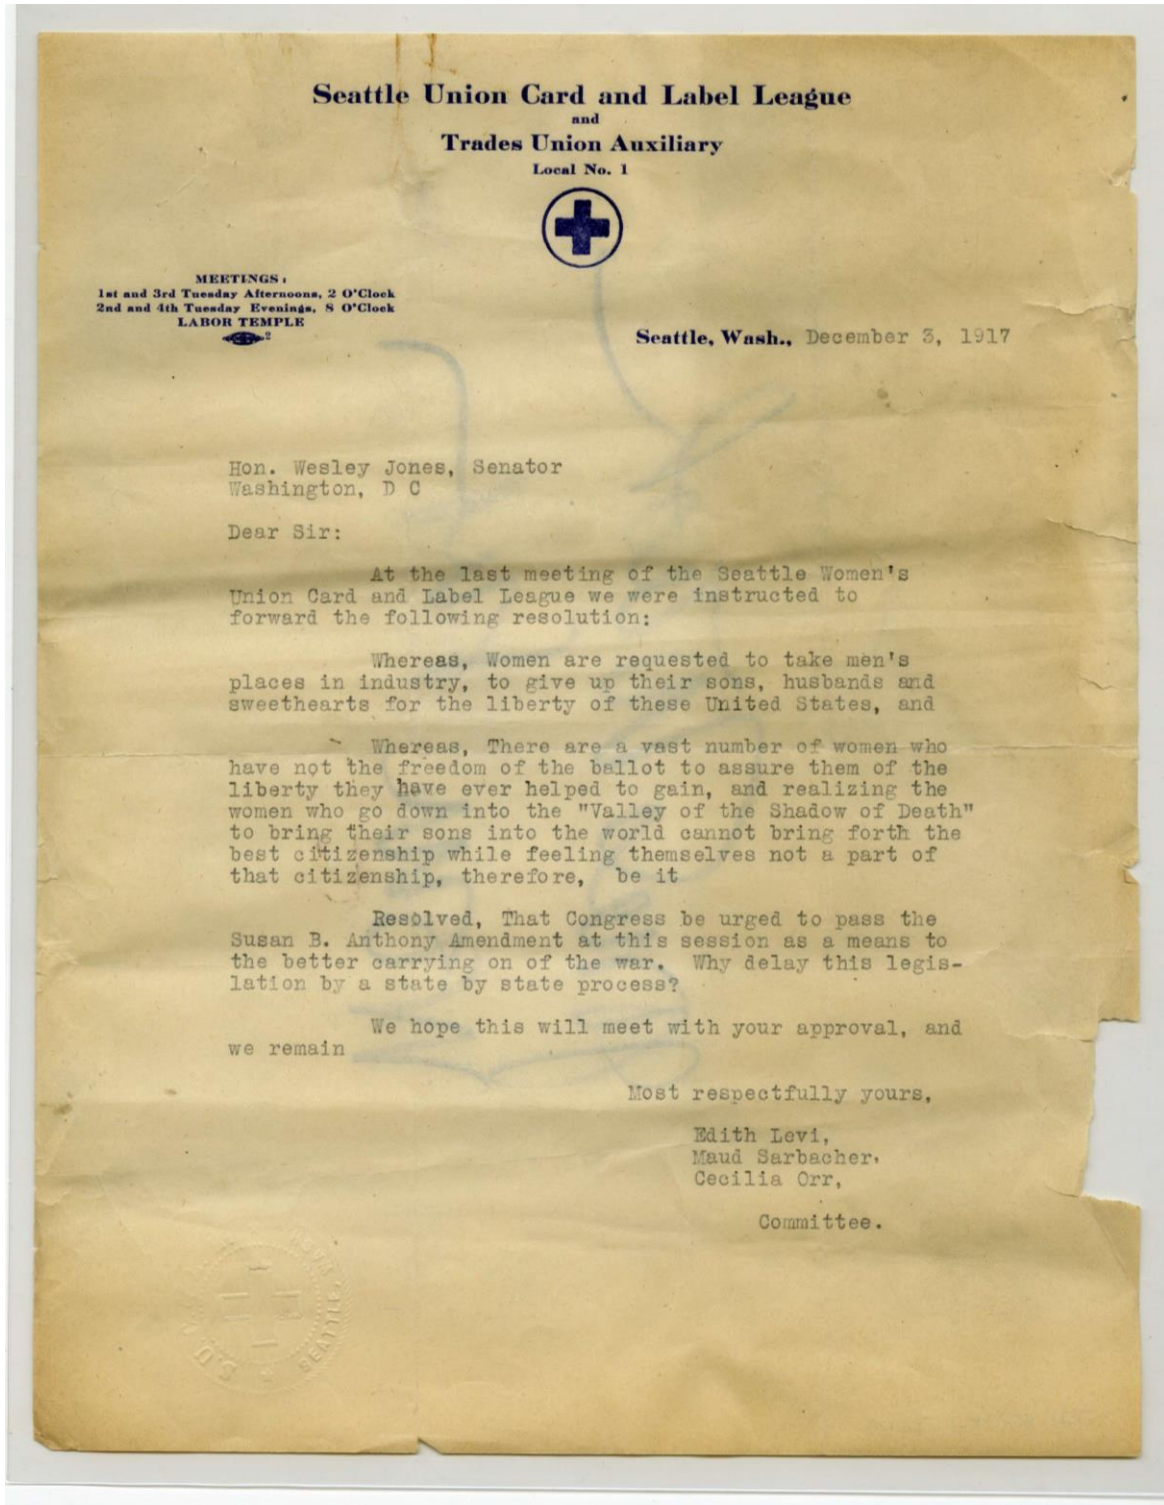 Seattle Union Card and Label League
and
Trades Union Auxiliary
Local No. 1
MEETINGS:
1st and 3rd Tuesday Afternoons, 2 O'Clock
2nd and 4th Tuesday Evenings, 8 O'Clock
LABOR TEMPLE
2
Seattle, Wash., December 3, 1917
Hon. Wesley Jones, Senator
Washington, D C
Dear Sir:
At the last meeting of the Seattle Women's
Union Card and Label League we were instructed to
forward the following resolution:
Whereas, Women are requested to take men's
places in industry, to give up their sons, husbands and
sweethearts for the liberty of these United States, and
Whereas, There are a vast number of women who
have not the freedom of the ballot to assure them of the
liberty they have ever helped to gain, and realizing the
women who go down into the "Valley of the Shadow of Death"
to bring their sons into the world cannot bring forth the
best citizenship while feeling themselves not a part of
that citizenship, therefore, be it
Resolved, That Congress be urged to pass the
Susan B. Anthony Amendment at this session as a means to
the better carrying on of the war. Why delay this legis-
lation by a state by state process?
We hope this will meet with your approval, and
we remain
Most respectfully yours,
Edith Levi,
Maud Sarbacher.
Cecilia Orr,
Committee.
S.U.
SEATTLE